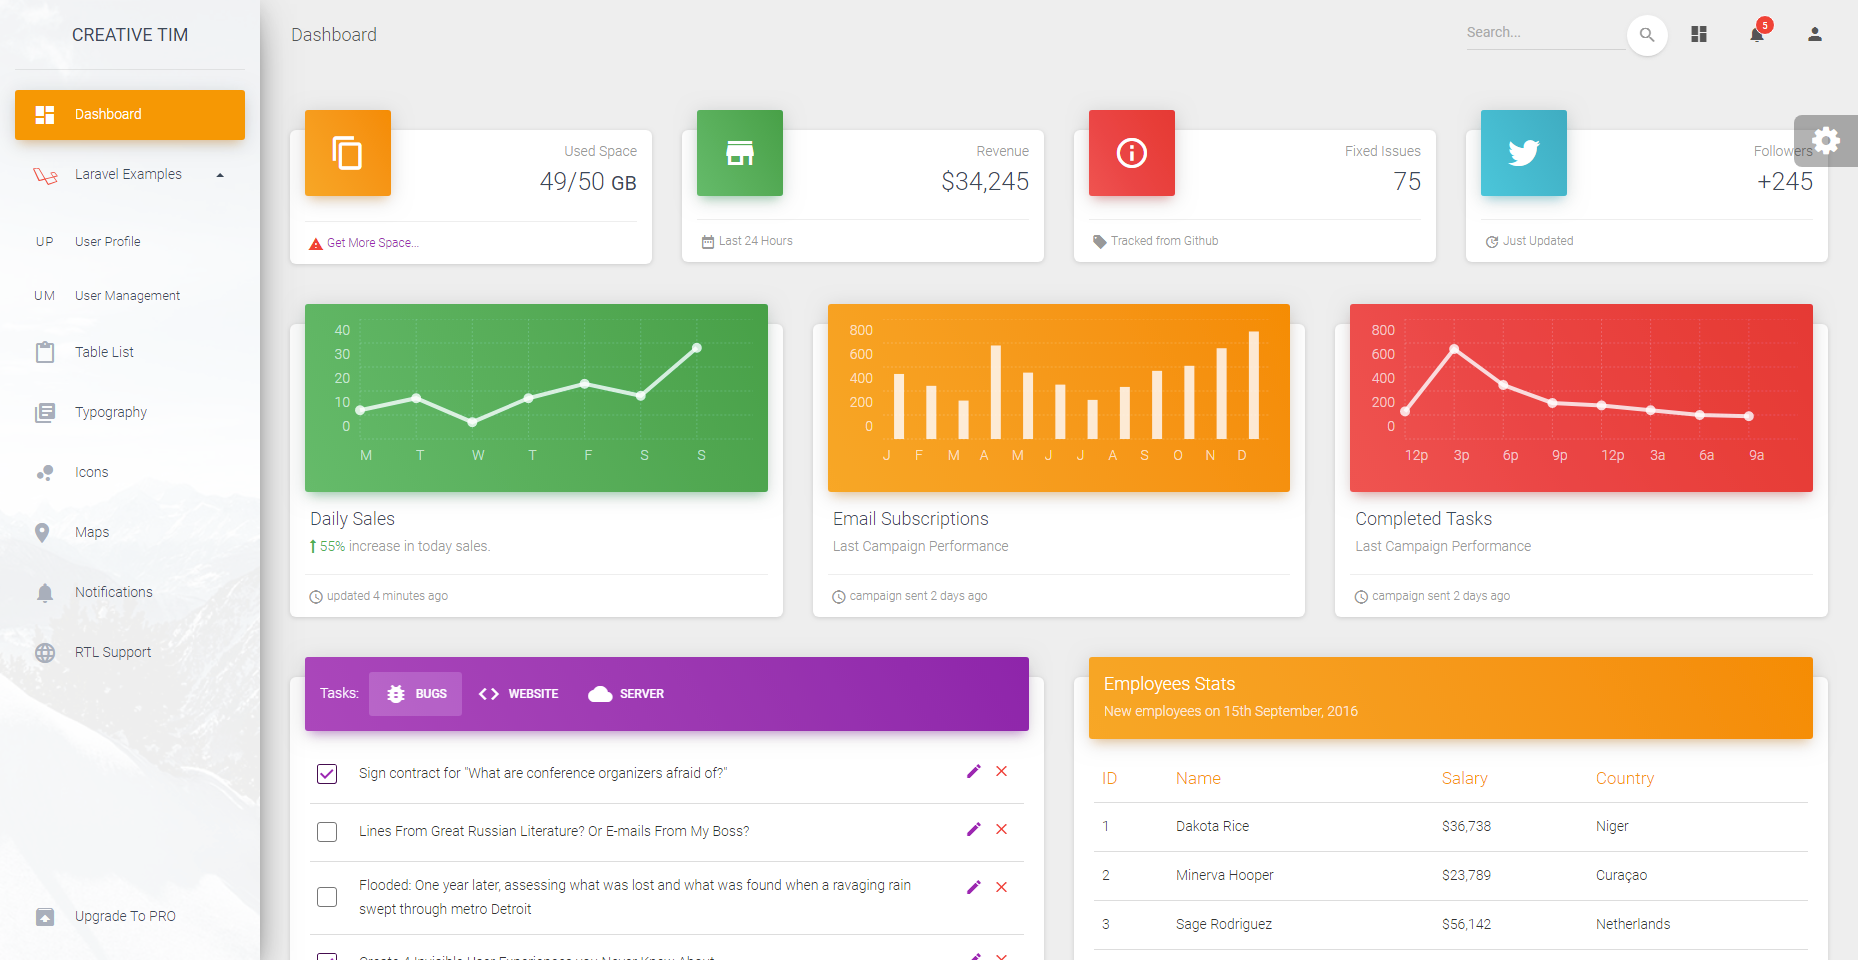 CREATIVE TIM
Dashboard
Laravel Examples
UP User Profile
UM User Management
Table List
Typography
Icons
Maps
Notifications
RTL Support
Upgrade To PRO
Dashboard
Search...
5
Used Space
49/50 GB
Get More Space...
Revenue
$34,245
Last 24 Hours
Fixed Issues
75
Tracked from Github
Followers
+245
Just Updated
40
30
20
10
0
M T W T F S S
Daily Sales
55% increase in today sales.
updated 4 minutes ago
800
600
400
200
0
J F M A M J J A S O N D
Email Subscriptions
Last Campaign Performance
campaign sent 2 days ago
800
600
400
200
0
12p 3p 6p 9p 12p 3a 6a 9a
Completed Tasks
Last Campaign Performance
campaign sent 2 days ago
Tasks: BUGS WEBSITE SERVER
Sign contract for "What are conference organizers afraid of?"
Lines From Great Russian Literature? Or E-mails From My Boss?
Flooded: One year later, assessing what was lost and what was found when a ravaging rain
swept through metro Detroit
Create 4 Invisible User Experiences you Never Knew About
Employees Stats
New employees on 15th September, 2016
ID Name Salary Country
1 Dakota Rice $36,738 Niger
2 Minerva Hooper $23,789 Curaçao
3 Sage Rodriguez $56,142 Netherlands